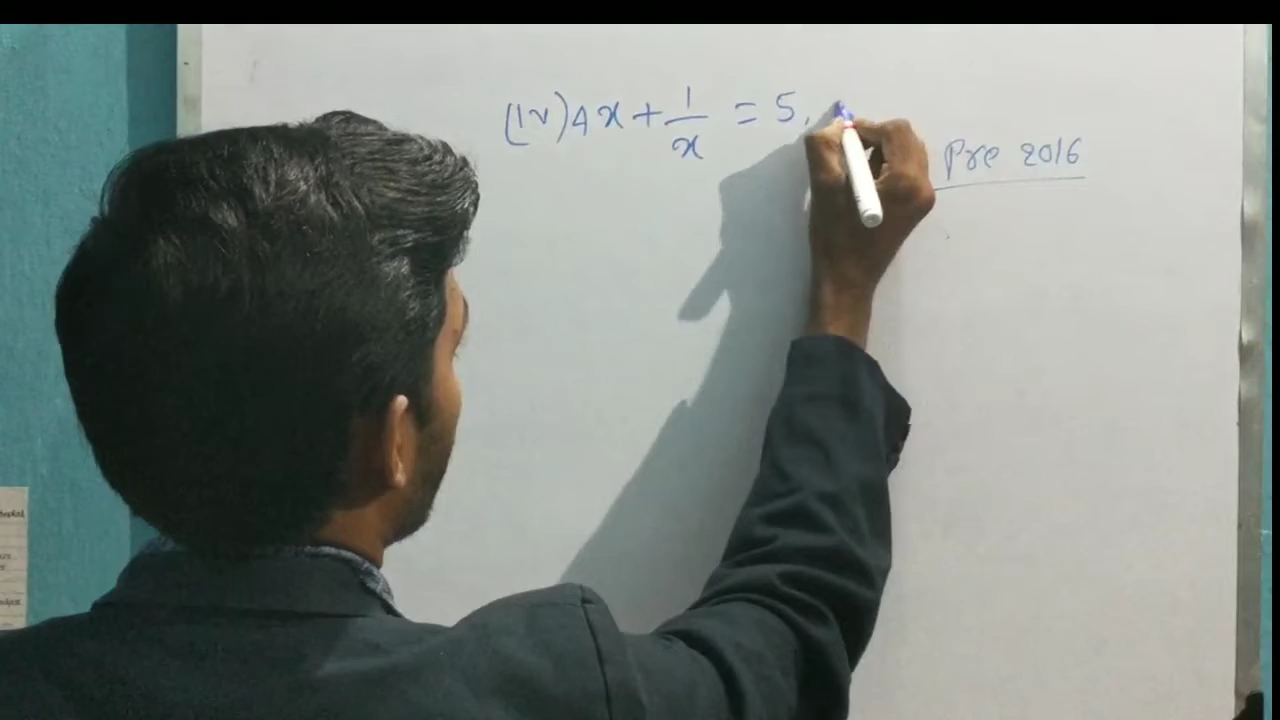 (iv) 4x + 1/x = 5,
Pre 2016